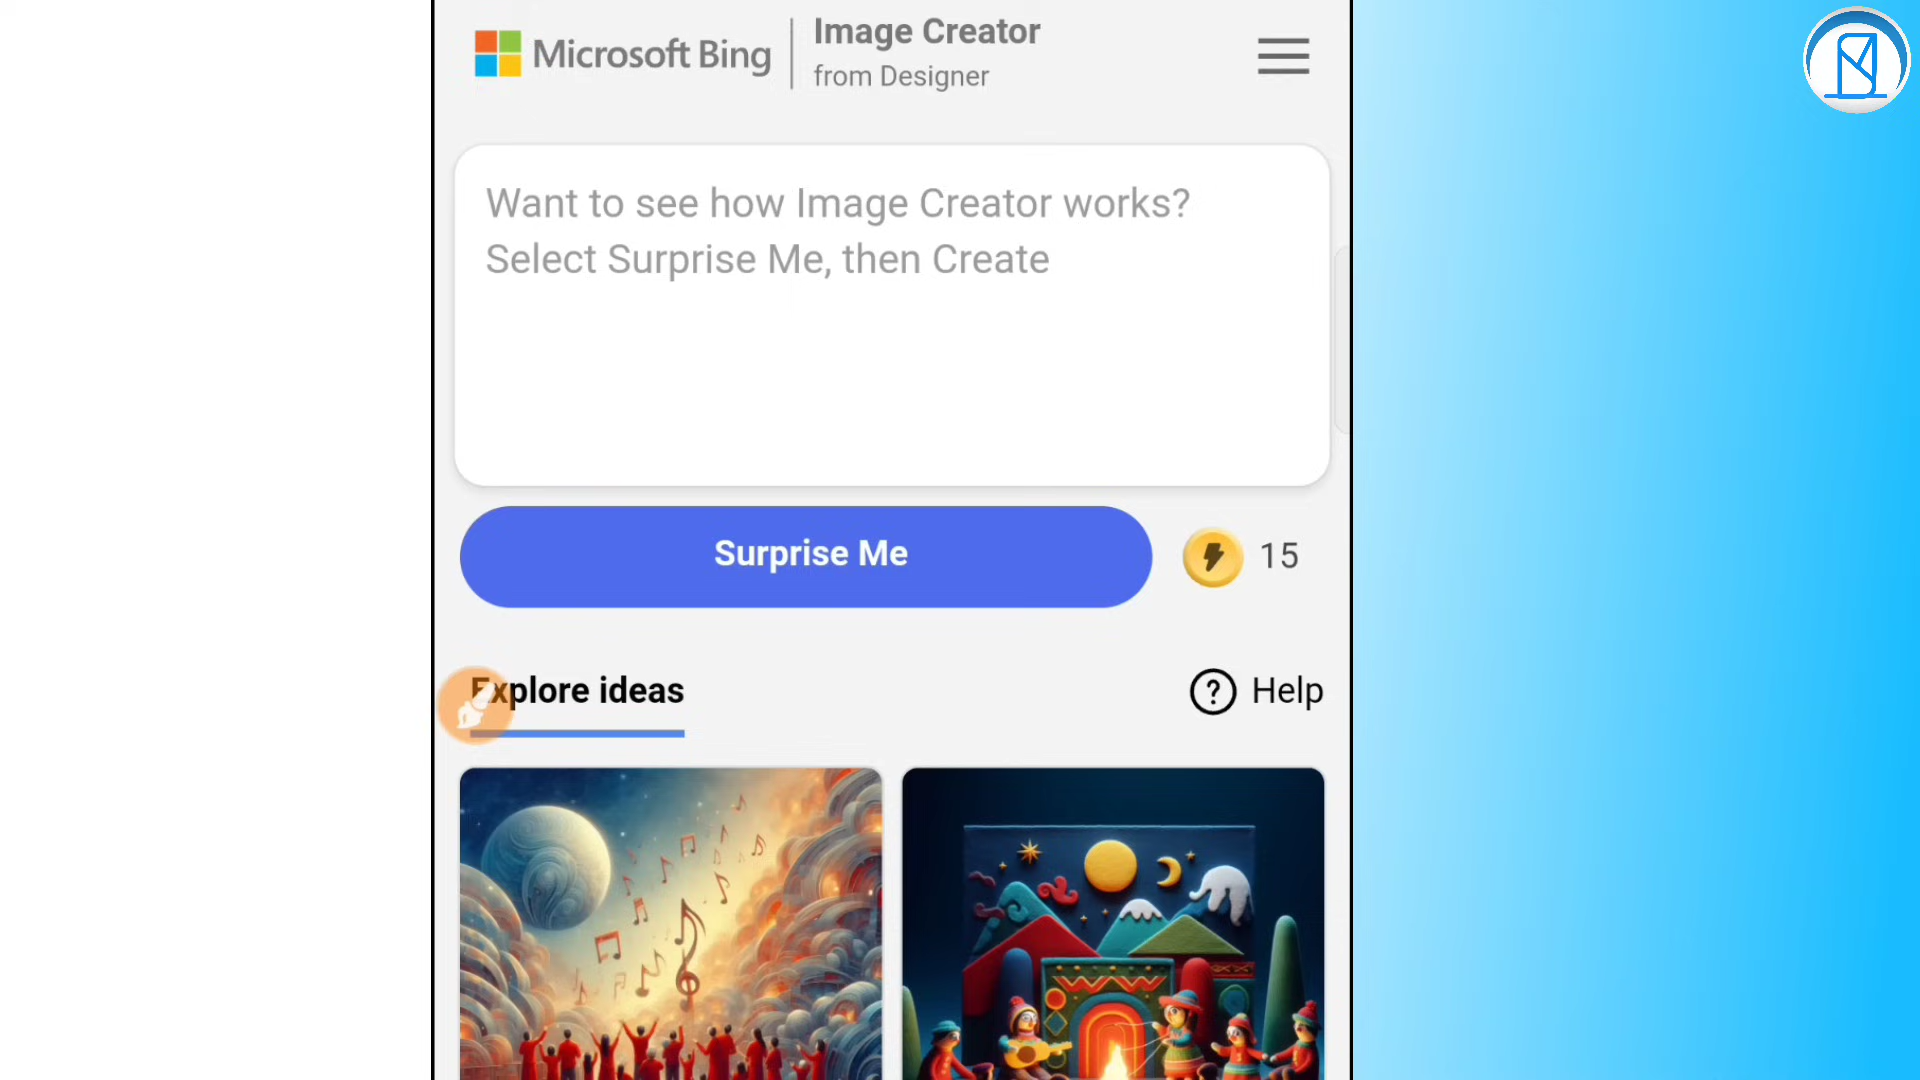 Microsoft Bing
Image Creator
from Designer
Want to see how Image Creator works?
Select Surprise Me, then Create
Surprise Me
15
Explore ideas
Help